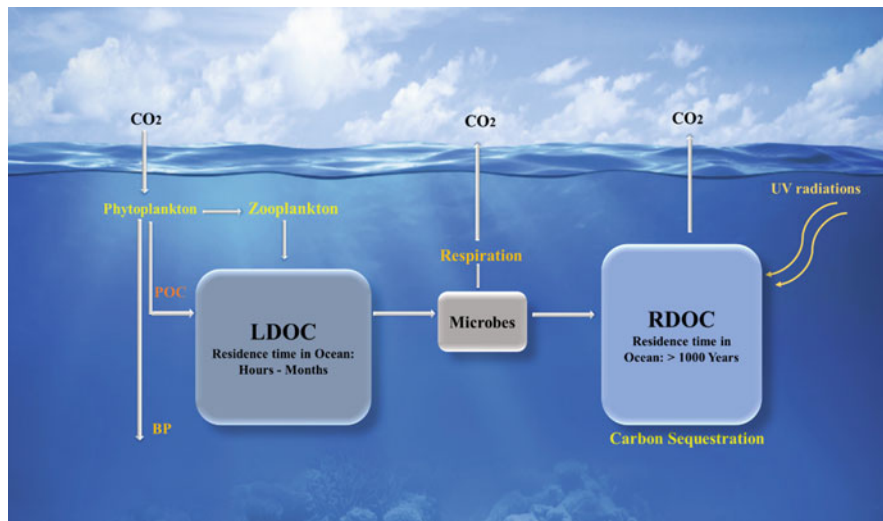 CO2
CO2
CO2
UV radiations
Phytoplankton
Zooplankton
Respiration
POC
LDOC
Residence time in Ocean:
Hours - Months
Microbes
RDOC
Residence time in
Ocean: > 1000 Years
BP
Carbon Sequestration